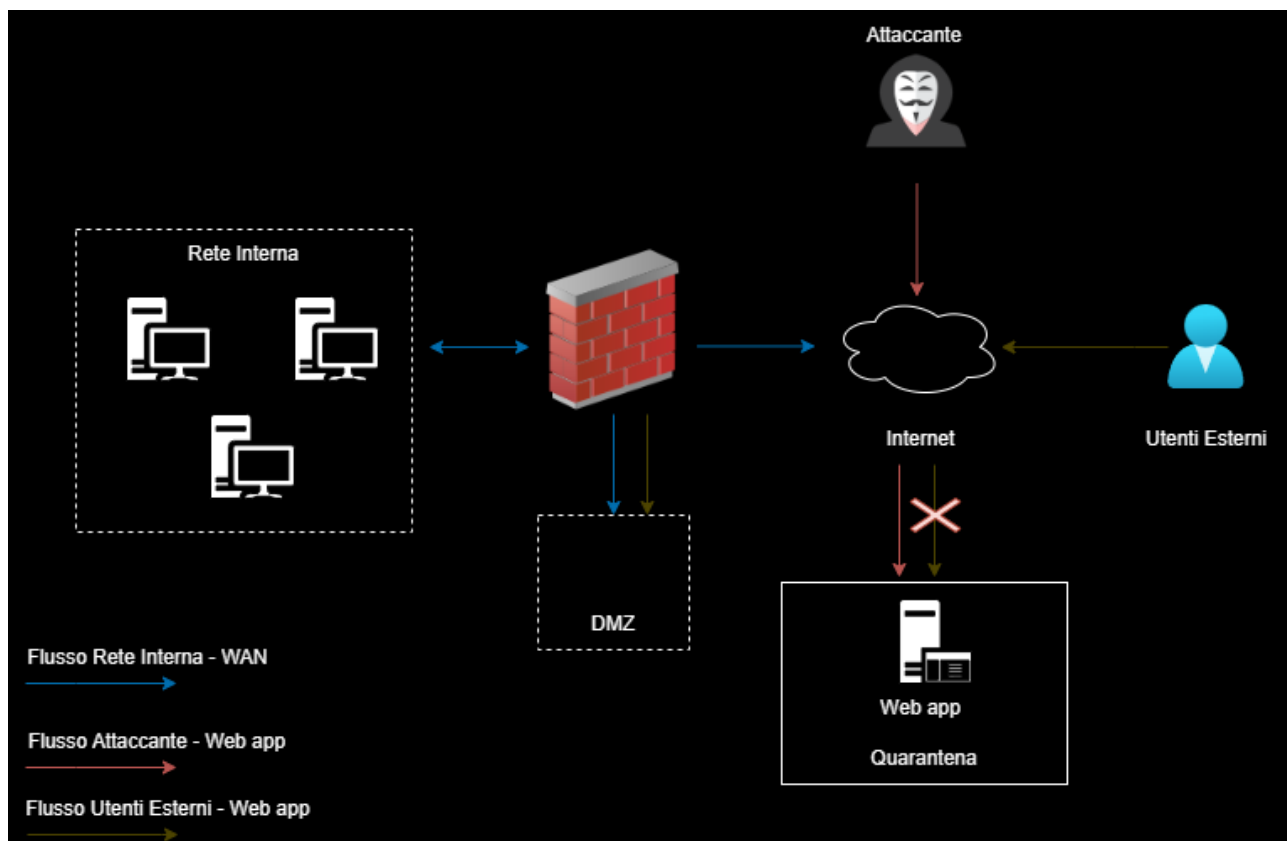 Attaccante
Rete Interna
Internet
Utenti Esterni
DMZ
Flusso Rete Interna - WAN
Web app
Flusso Attaccante - Web app
Quarantena
Flusso Utenti Esterni - Web app